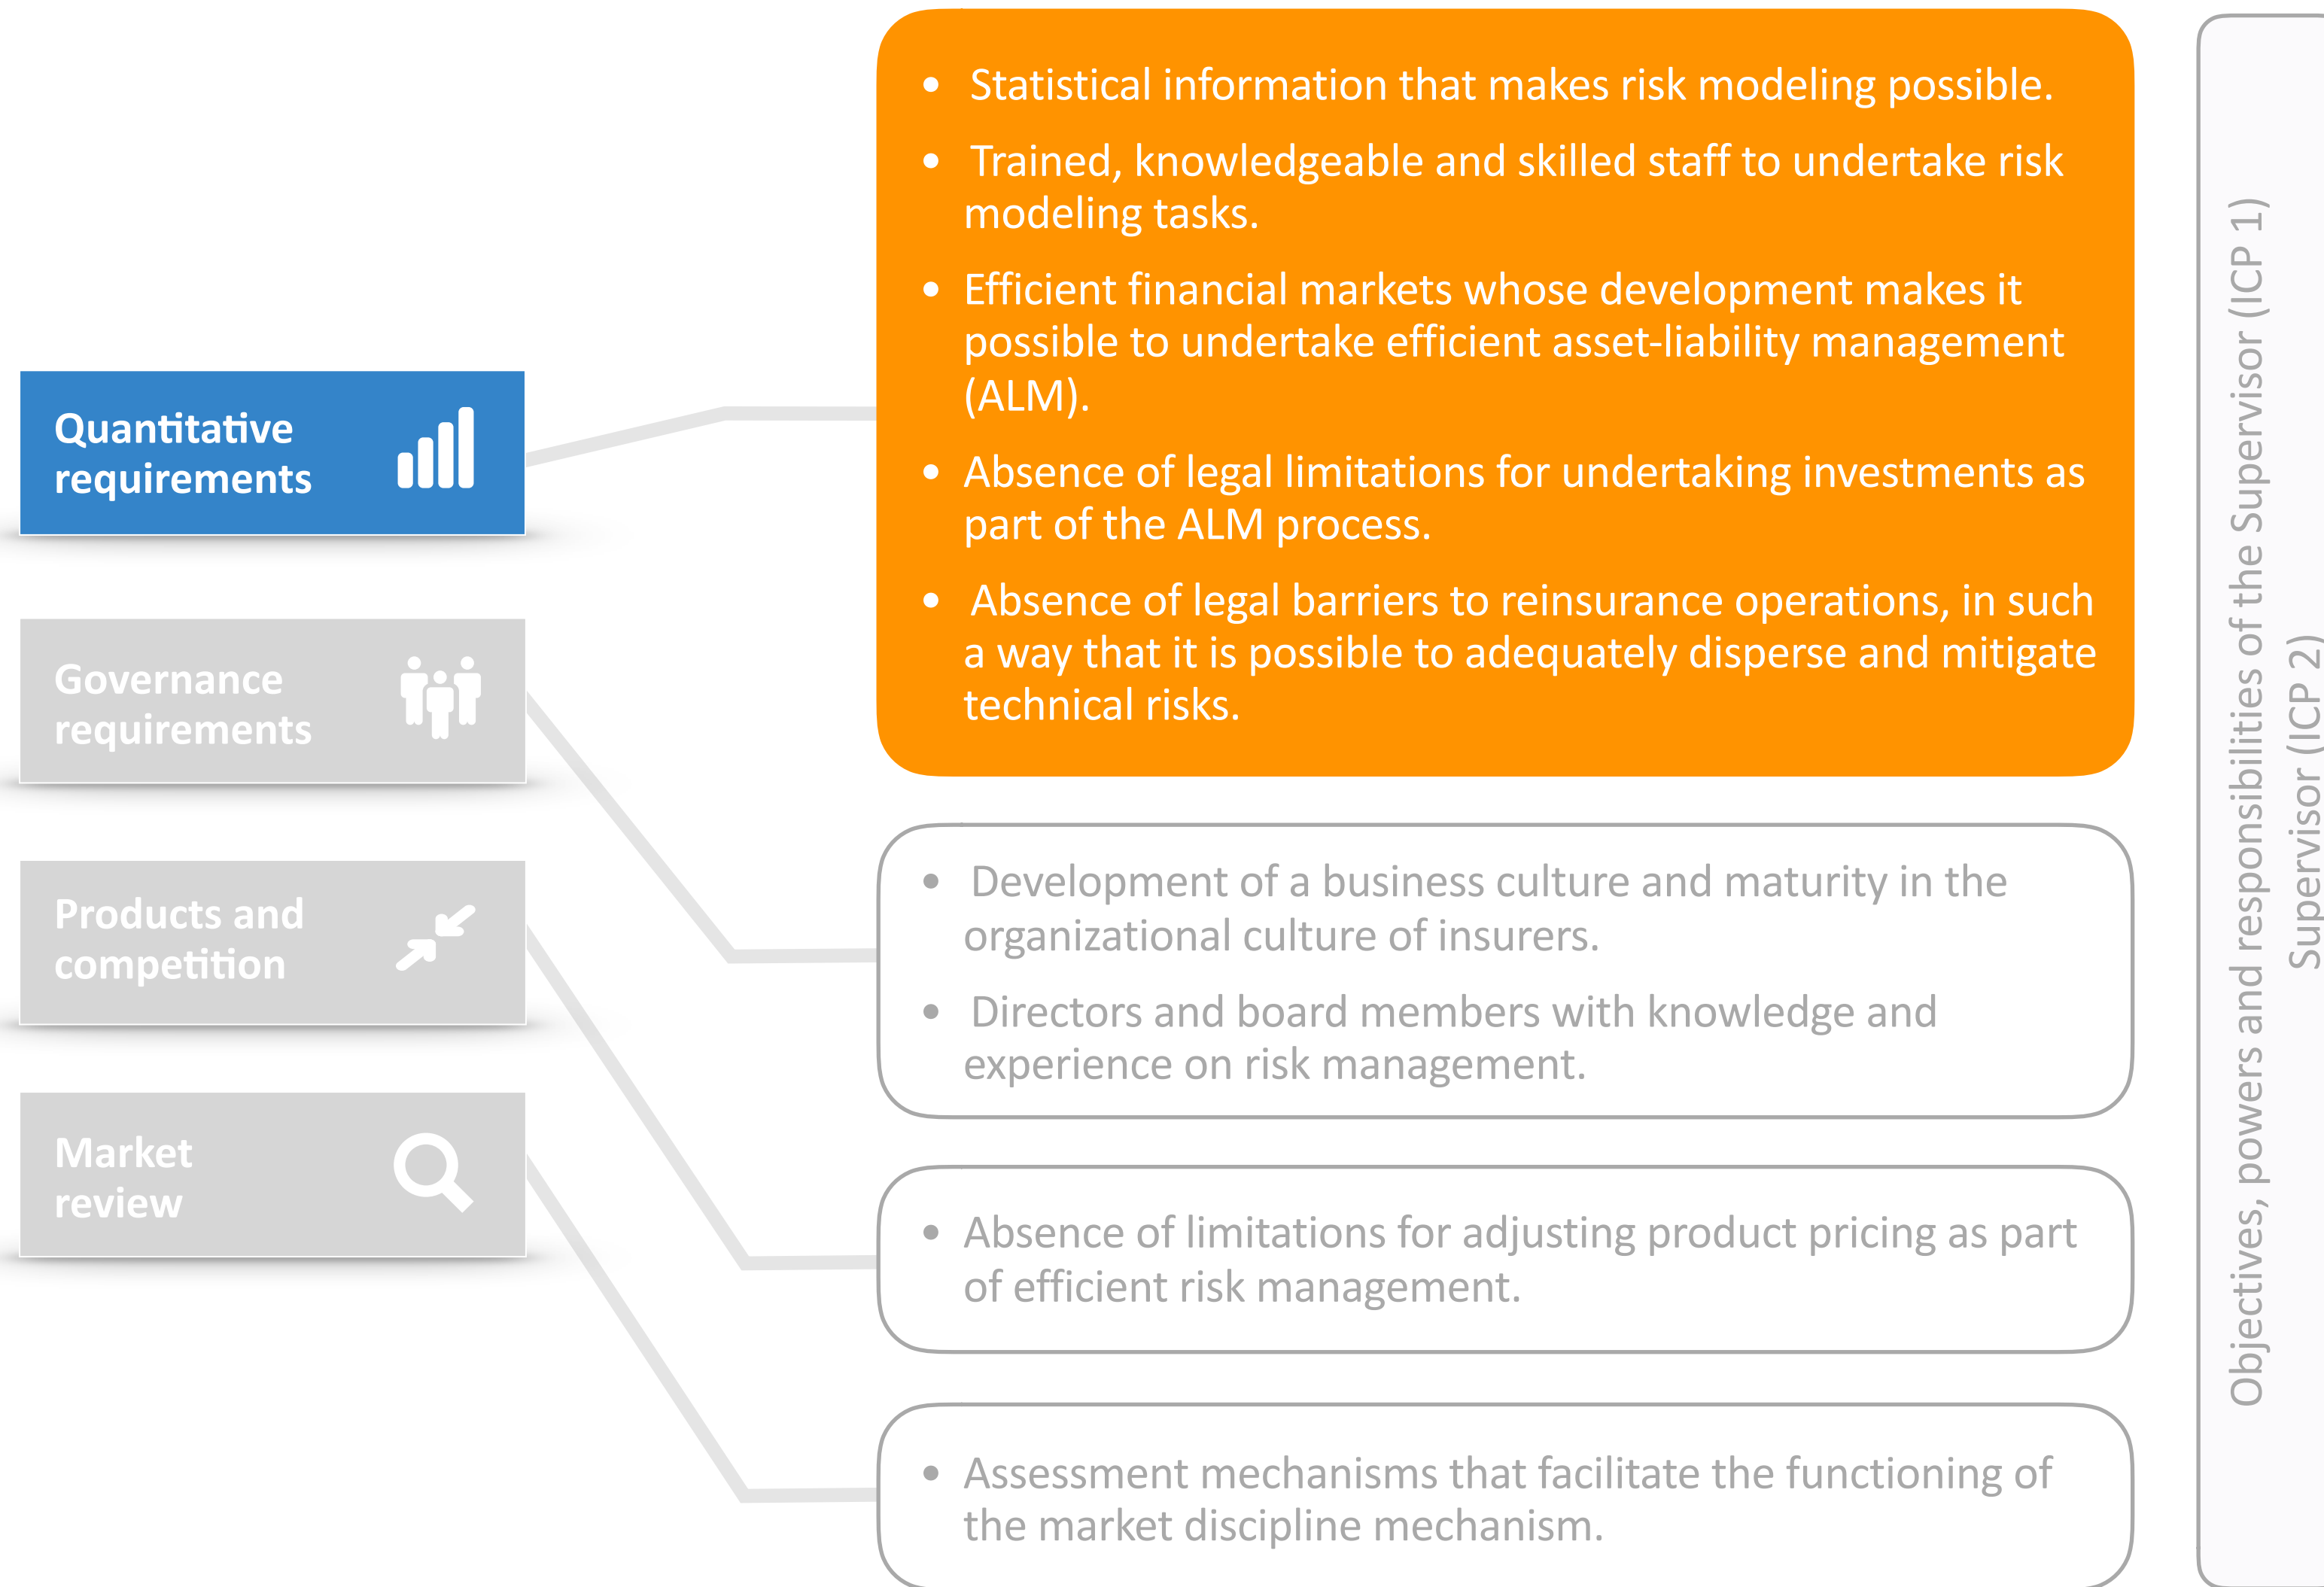 Quantitative
requirements
• Statistical information that makes risk modeling possible.
• Trained, knowledgeable and skilled staff to undertake risk
modeling tasks.
• Efficient financial markets whose development makes it
possible to undertake efficient asset-liability management
(ALM).
• Absence of legal limitations for undertaking investments as
part of the ALM process.
• Absence of legal barriers to reinsurance operations, in such
a way that it is possible to adequately disperse and mitigate
technical risks.
Governance
requirements
• Development of a business culture and maturity in the
organizational culture of insurers.
• Directors and board members with knowledge and
experience on risk management.
Products and
competition
• Absence of limitations for adjusting product pricing as part
of efficient risk management.
Market
review
• Assessment mechanisms that facilitate the functioning of
the market discipline mechanism.
Objectives, powers and responsibilities of the Supervisor (ICP 1)
Supervisor (ICP 2)